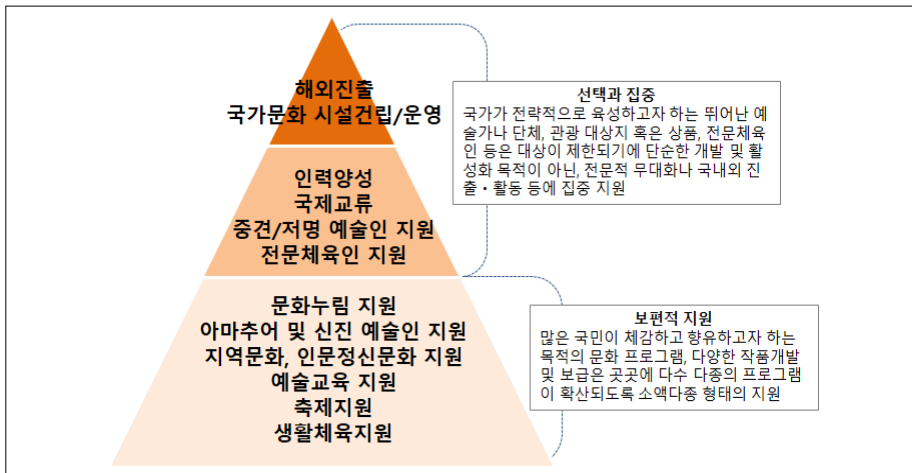 해외진출
국가문화 시설건립/운영
인력양성
국제교류
중견/저명 예술인 지원
전문체육인 지원
문화누림 지원
아마추어 및 신진 예술인 지원
지역문화, 인문정신문화 지원
예술교육 지원
축제지원
생활체육지원
선택과 집중
국가가 전략적으로 육성하고자 하는 뛰어난 예
술가나 단체, 관광 대상지 혹은 상품, 전문체육
인 등은 대상이 제한되기에 단순한 개발 및 활
성화 목적이 아닌, 전문적 무대화나 국내외 진
출・활동 등에 집중 지원
보편적 지원
많은 국민이 체감하고 향유하고자 하는
목적의 문화 프로그램, 다양한 작품개발
및 보급은 곳곳에 다수 다종의 프로그램
이 확산되도록 소액다종 형태의 지원